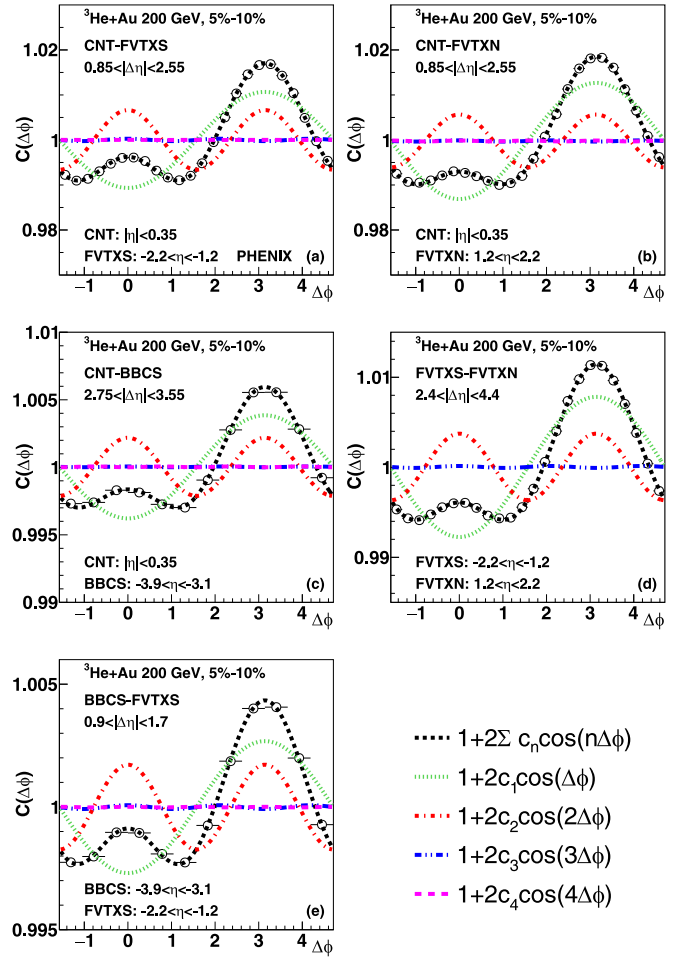 ³He+Au 200 GeV, 5%-10%
CNT-FVTXS
0.85<|Δη|<2.55
C(Δϕ)
1.02
1
0.98
CNT: |η|<0.35
FVTXS: -2.2<η<-1.2 PHENIX (a)
−1 0 1 2 3 4 Δϕ
³He+Au 200 GeV, 5%-10%
CNT-FVTXN
0.85<|Δη|<2.55
C(Δϕ)
1.02
1
0.98
CNT: |η|<0.35
FVTXN: 1.2<η<2.2 (b)
−1 0 1 2 3 4 Δϕ
³He+Au 200 GeV, 5%-10%
CNT-BBCS
2.75<|Δη|<3.55
C(Δϕ)
1.01
1.005
1
0.995
0.99
CNT: |η|<0.35
BBCS: -3.9<η<-3.1 (c)
−1 0 1 2 3 4 Δϕ
³He+Au 200 GeV, 5%-10%
FVTXS-FVTXN
2.4<|Δη|<4.4
C(Δϕ)
1.01
1
0.99
FVTXS: -2.2<η<-1.2
FVTXN: 1.2<η<2.2 (d)
−1 0 1 2 3 4 Δϕ
³He+Au 200 GeV, 5%-10%
BBCS-FVTXS
0.9<|Δη|<1.7
C(Δϕ)
1.005
1
0.995
BBCS: -3.9<η<-3.1
FVTXS: -2.2<η<-1.2 (e)
−1 0 1 2 3 4 Δϕ
1+2Σ cₙcos(nΔϕ)
1+2c₁cos(Δϕ)
1+2c₂cos(2Δϕ)
1+2c₃cos(3Δϕ)
1+2c₄cos(4Δϕ)